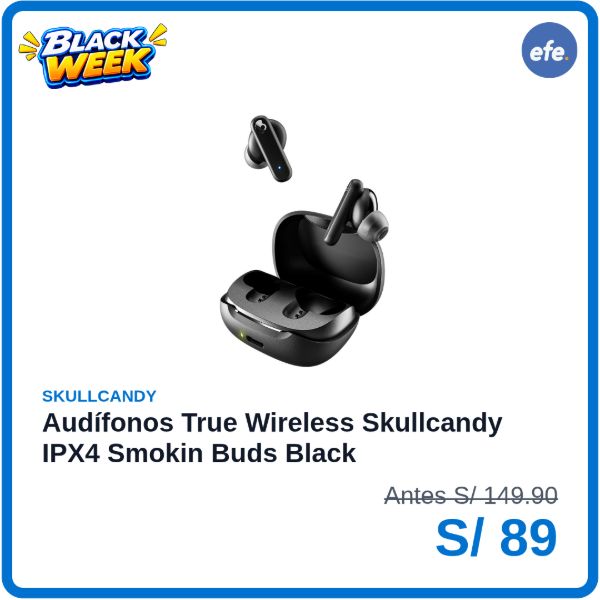 BLACK
WEEK
efe.
SKULLCANDY
Audífonos True Wireless Skullcandy
IPX4 Smokin Buds Black
Antes S/ 149.90
S/ 89